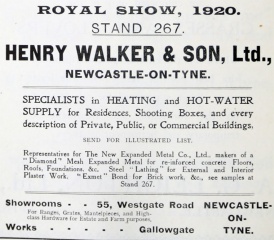 ROYAL SHOW, 1920.
STAND 267.
HENRY WALKER & SON, Ltd.,
NEWCASTLE-ON-TYNE.
SPECIALISTS in HEATING and HOT-WATER
SUPPLY for Residences, Shooting Boxes, and every
description of Private, Public, or Commercial Buildings.
SEND FOR ILLUSTRATED LIST.
Representatives for The New Expanded Metal Co., Ltd., makers of a
"Diamond" Mesh Expanded Metal for re-inforced concrete Floors,
Roofs, Foundations, &c. Steel "Lathing" for External and Interior
Plaster Work. "Exmet" Bond for Brick work, &c., see samples at
Stand 267.
Showrooms - - 55, Westgate Road NEWCASTLE-
For Ranges, Grates, Mantelpieces, and High-
class Hardware for Estate and Farm purposes. ON-
Works - - - - Gallowgate TYNE.